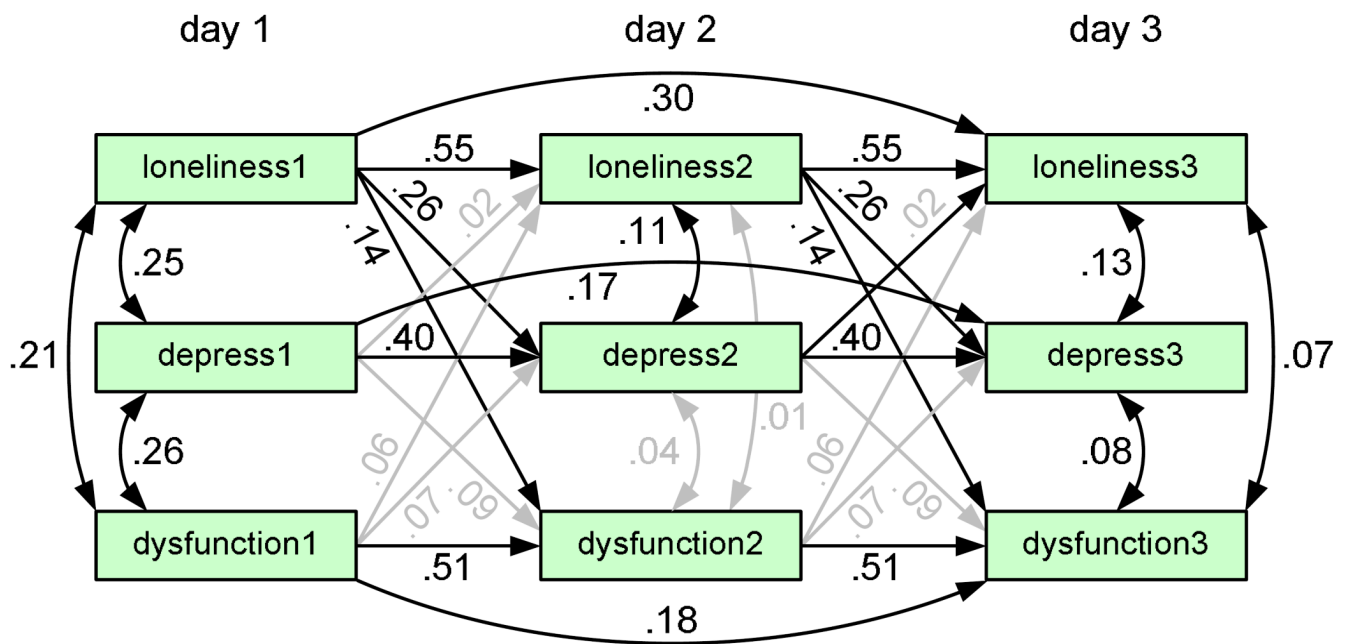 day 1
day 2
day 3
.30
loneliness1
.55
loneliness2
.55
loneliness3
.26
.02
.14
.25
.11
.26
.02
.14
.13
.17
.21
depress1
.40
depress2
.40
depress3
.07
.26
.06
.07
.09
.04
.01
.06
.07
.09
.08
dysfunction1
.51
dysfunction2
.51
dysfunction3
.18